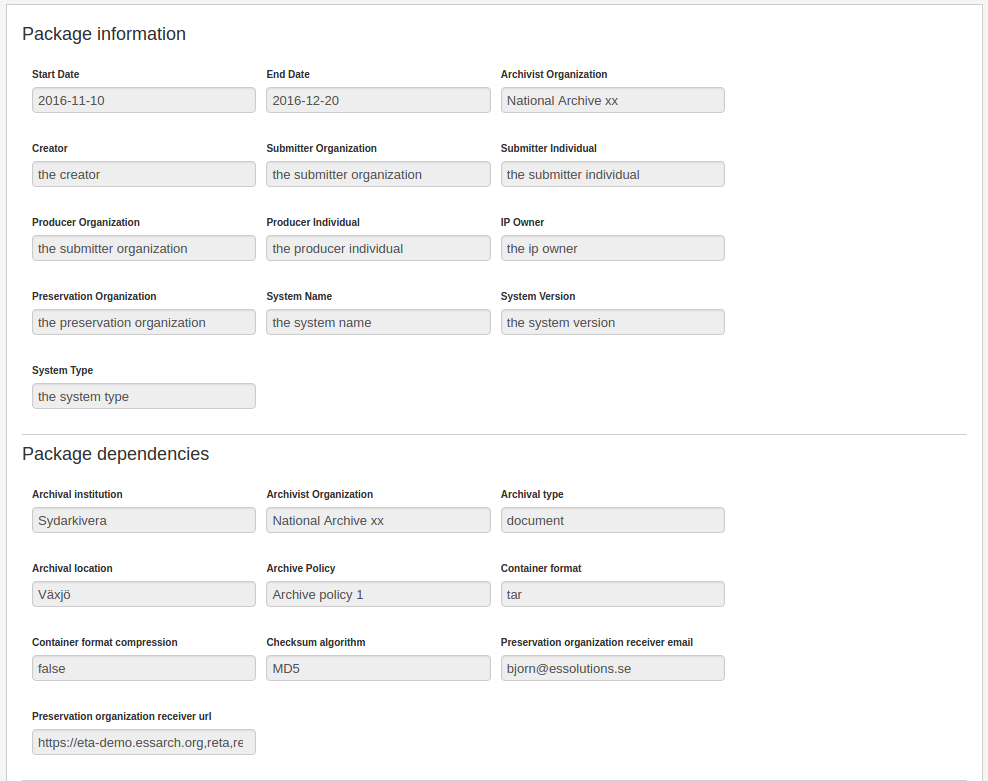 Package information
Start Date End Date Archivist Organization
2016-11-10 2016-12-20 National Archive xx
Creator Submitter Organization Submitter Individual
the creator the submitter organization the submitter individual
Producer Organization Producer Individual IP Owner
the submitter organization the producer individual the ip owner
Preservation Organization System Name System Version
the preservation organization the system name the system version
System Type
the system type
Package dependencies
Archival institution Archivist Organization Archival type
Sydarkivera National Archive xx document
Archival location Archive Policy Container format
Växjö Archive policy 1 tar
Container format compression Checksum algorithm Preservation organization receiver email
false MD5 bjorn@essolutions.se
Preservation organization receiver url
https://eta-demo.essarch.org,reta,re